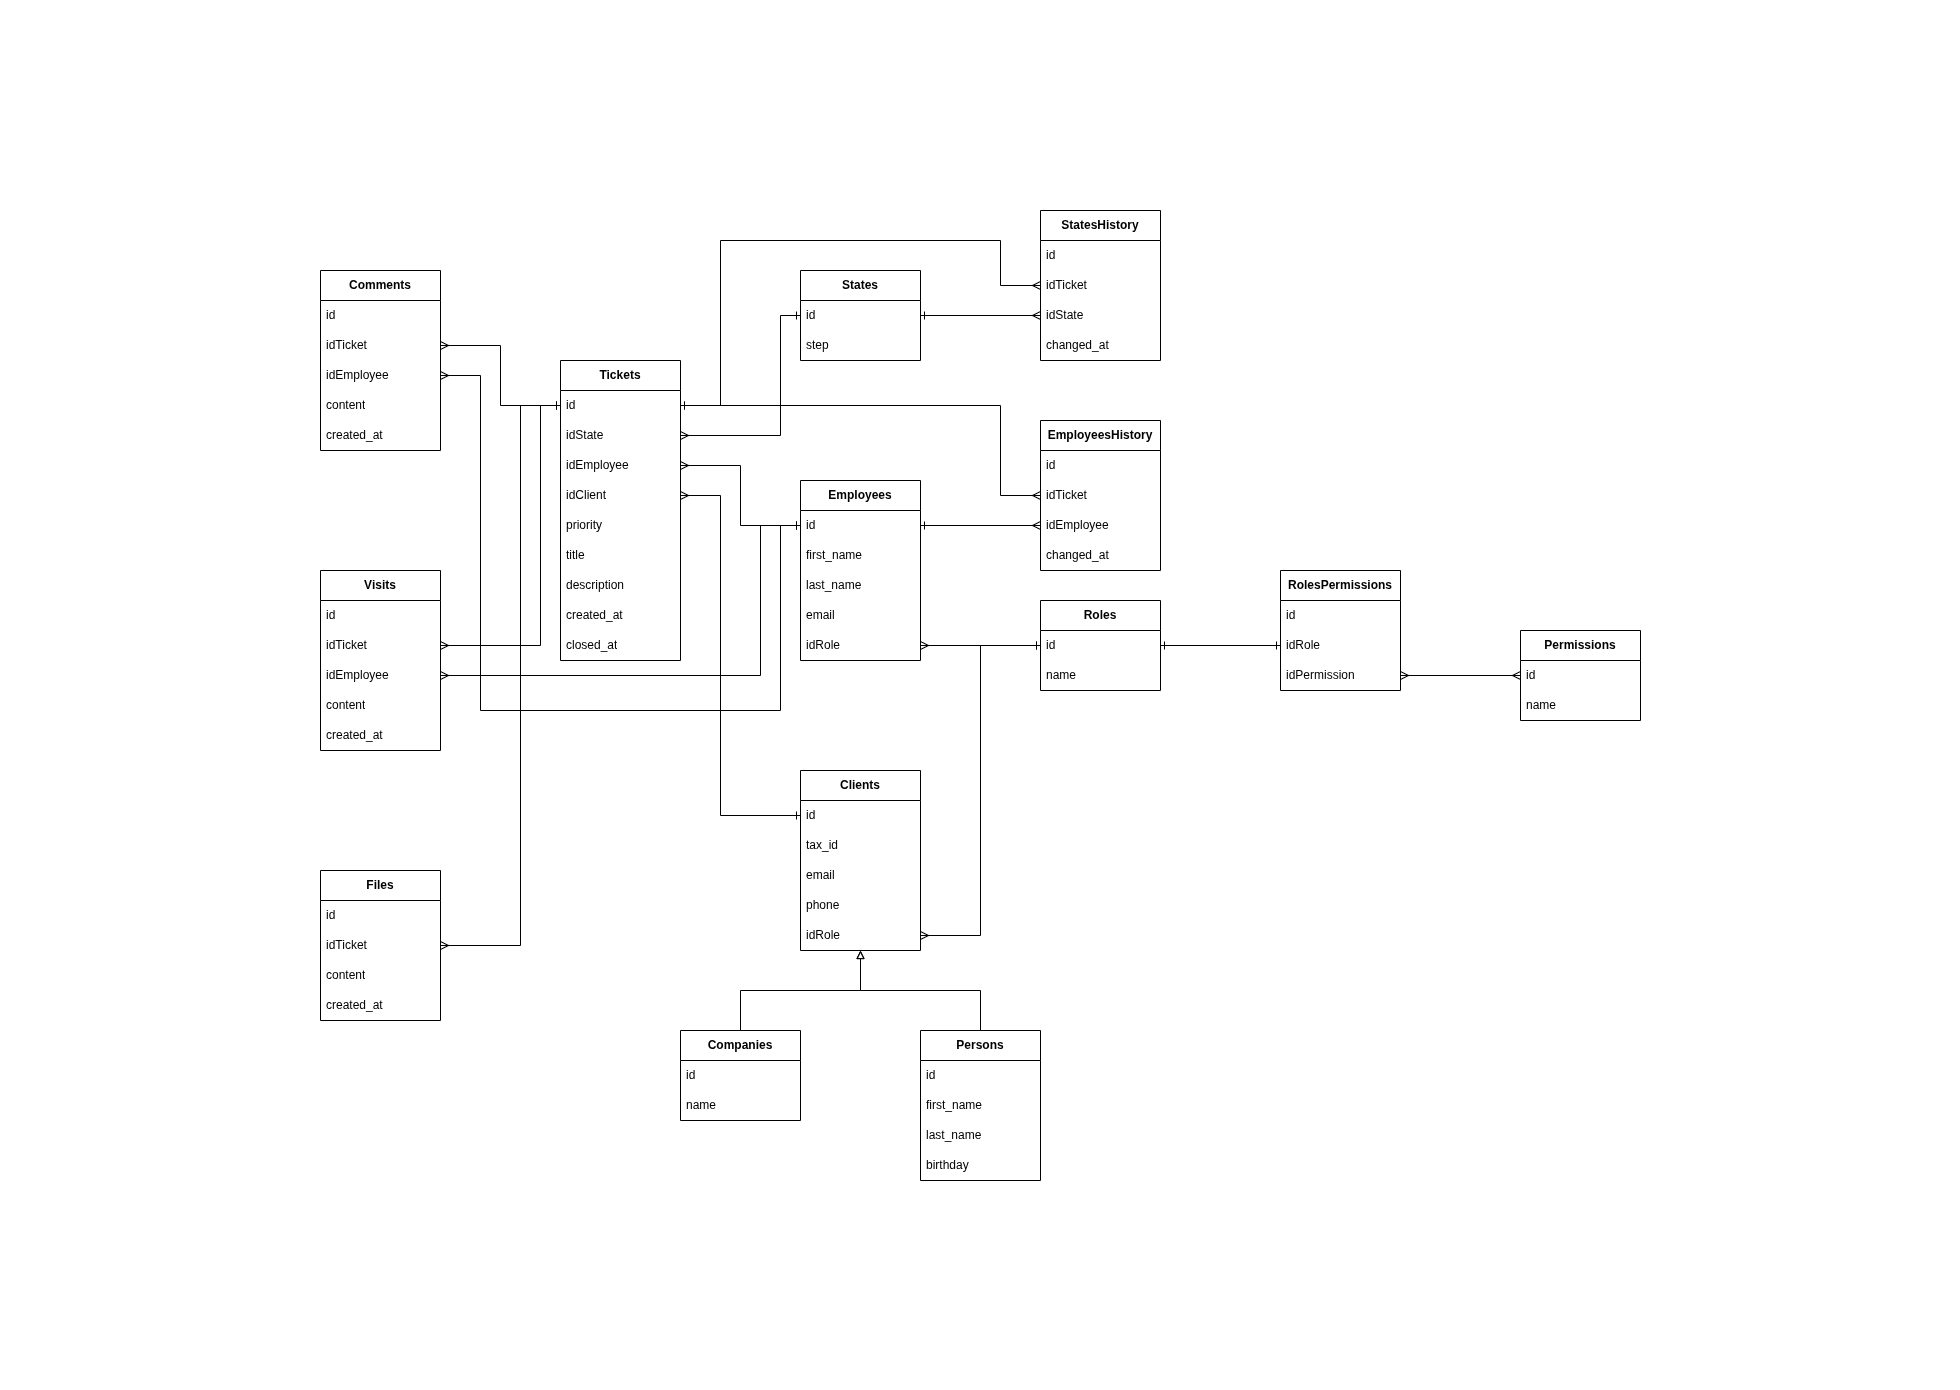 StatesHistory
id
idTicket
idState
changed_at
Comments
id
idTicket
idEmployee
content
created_at
States
id
step
Tickets
id
idState
idEmployee
idClient
priority
title
description
created_at
closed_at
EmployeesHistory
id
idTicket
idEmployee
changed_at
Employees
id
first_name
last_name
email
idRole
Visits
id
idTicket
idEmployee
content
created_at
Roles
id
name
RolesPermissions
id
idRole
idPermission
Permissions
id
name
Clients
id
tax_id
email
phone
idRole
Files
id
idTicket
content
created_at
Companies
id
name
Persons
id
first_name
last_name
birthday